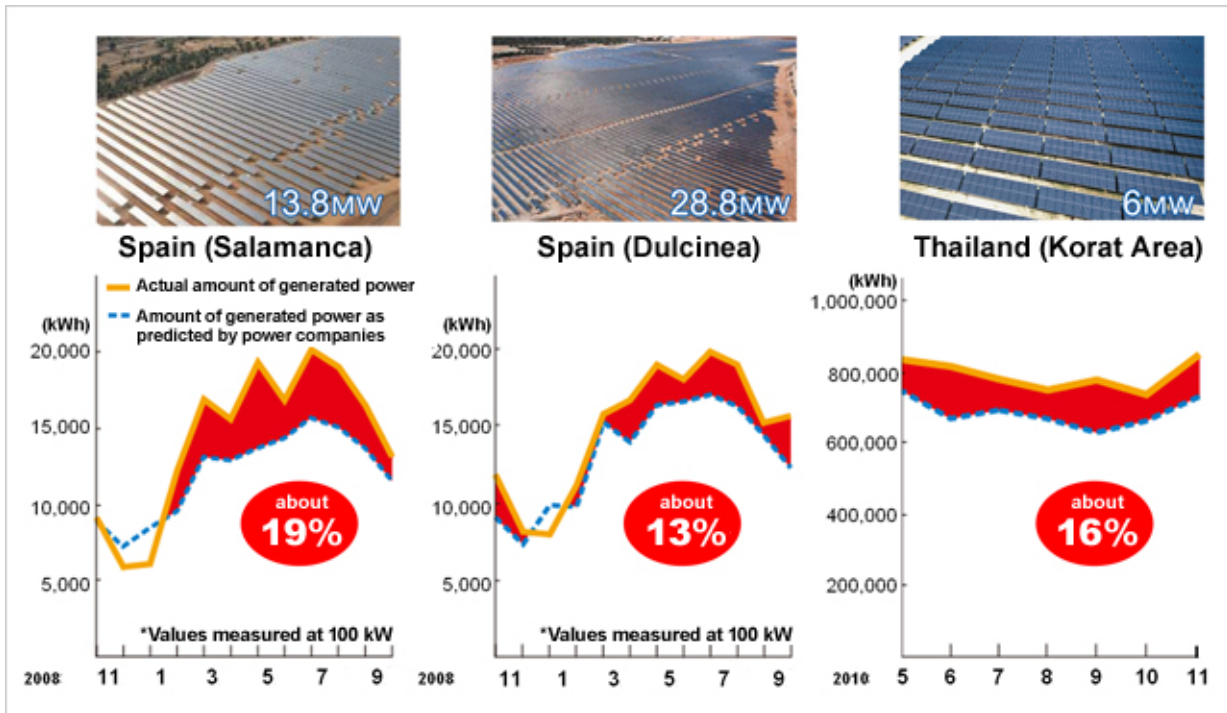 13.8MW
28.8MW
6MW
Spain (Salamanca)
Spain (Dulcinea)
Thailand (Korat Area)
Actual amount of generated power
Amount of generated power as
predicted by power companies
(kWh)
20,000
15,000
10,000
5,000
about
19%
*Values measured at 100 kW
2008
11
1
3
5
7
9
(kWh)
20,000
15,000
10,000
5,000
about
13%
*Values measured at 100 kW
2008
11
1
3
5
7
9
(kWh)
1,000,000
800,000
600,000
400,000
200,000
about
16%
2010
5
6
7
8
9
10
11